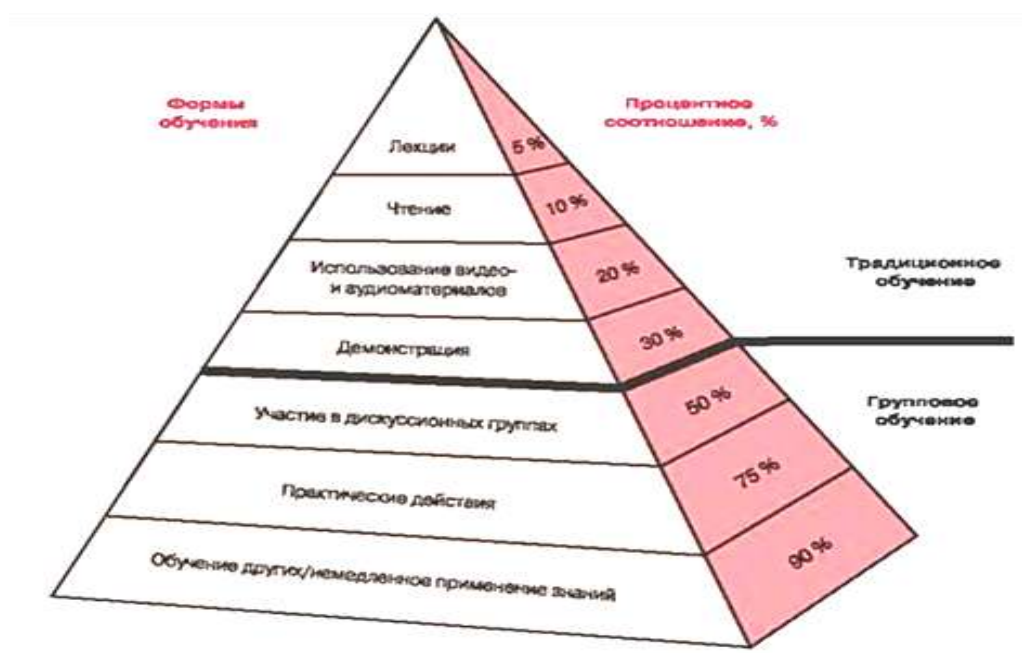 Формы
обучения
Процентное
соотношение, %
Лекции
5 %
Чтение
10 %
Использование видео-
и аудиоматериалов
20 %
Демонстрация
30 %
Традиционное
обучение
Участие в дискуссионных группах
50 %
Групповое
обучение
Практические действия
75 %
Обучение других/немедленное применение знаний
90 %